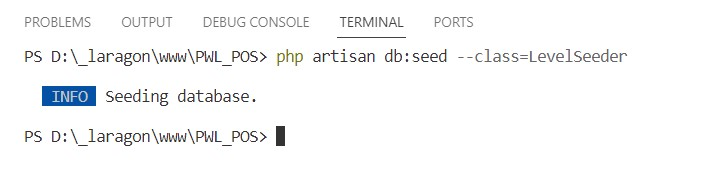 PROBLEMS OUTPUT DEBUG CONSOLE TERMINAL PORTS
PS D:\_laragon\www\PWL_POS> php artisan db:seed --class=LevelSeeder
INFO Seeding database.
PS D:\_laragon\www\PWL_POS>